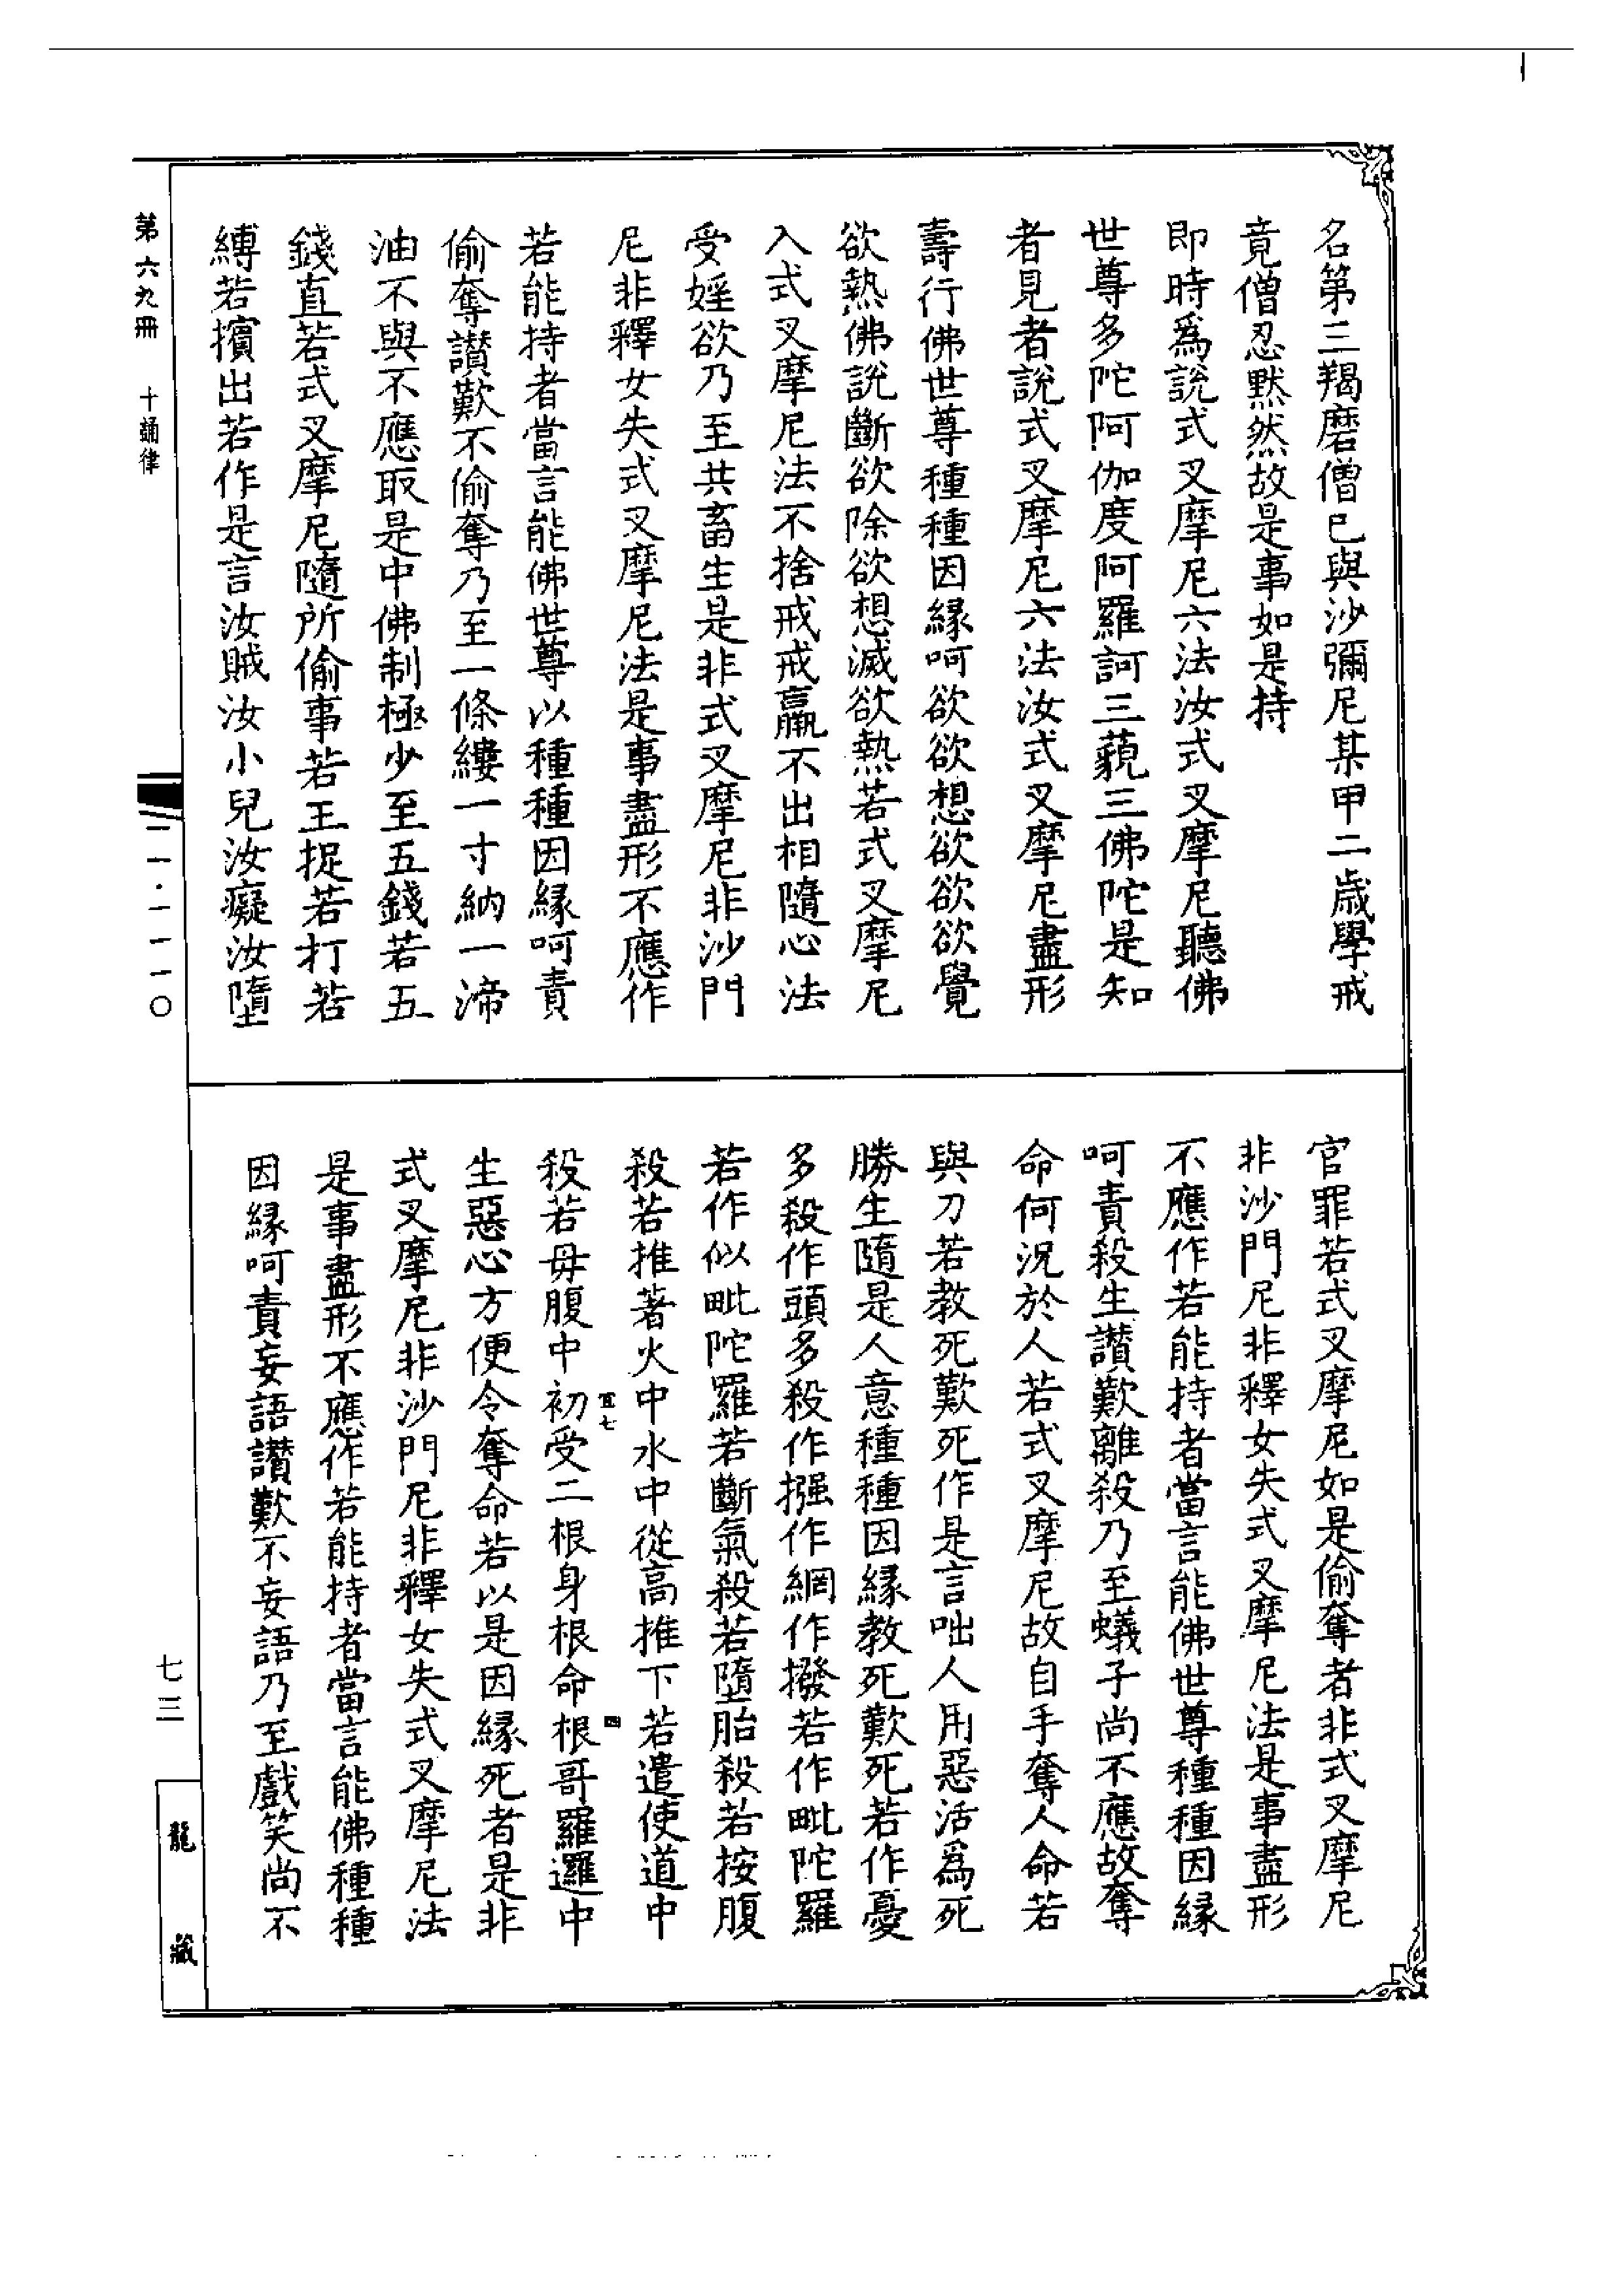 名第三羯磨僧已與沙彌尼某甲二歲學戒
竟僧忍黙然故是事如是持
即時爲說式叉摩尼六法汝式叉摩尼聽佛
世尊多陀阿伽度阿羅訶三藐三佛陀是知
者見者說式叉摩尼六法汝式叉摩尼盡形
壽行佛世尊種種因緣呵欲欲想欲欲欲覺
欲熱佛說斷欲除欲想滅欲熱若式叉摩尼
入式叉摩尼法不捨戒戒羸不出相隨心法
受婬欲乃至共畜生是非式叉摩尼非沙門
尼非釋女失式叉摩尼法是事盡形不應作
若能持者當言能佛世尊以種種因緣呵責
偷奪讚歎不偷奪乃至一條縷一寸納一渧
油不與不應取是中佛制極少至五錢若五
錢直若式叉摩尼隨所偷事若王捉若打若
縛若擯出若作是言汝賊汝小兒汝癡汝墮
官罪若式叉摩尼如是偷奪者非式叉摩尼
非沙門尼非釋女失式叉摩尼法是事盡形
不應作若能持者當言能佛世尊種種因緣
呵責殺生讚歎離殺乃至蟻子尚不應故奪
命何況於人若式叉摩尼故自手奪人命若
與刀若教死歎死作是言咄人用惡活爲死
勝生隨是人意種種因緣教死歎死若作憂
多殺作頭多殺作摾作網作撥若作毗陀羅
若作似毗陀羅若斷氣殺若墮胎殺若按腹
殺若推著火中水中從高推下若遣使道中
殺若母腹中初受二根身根命根哥羅邏中
生惡心方便令奪命若以是因緣死者是非
式叉摩尼非沙門尼非釋女失式叉摩尼法
是事盡形不應作若能持者當言能佛種種
因緣呵責妄語讚歎不妄語乃至戲笑尚不
第六九冊 十誦律
七三
龍藏